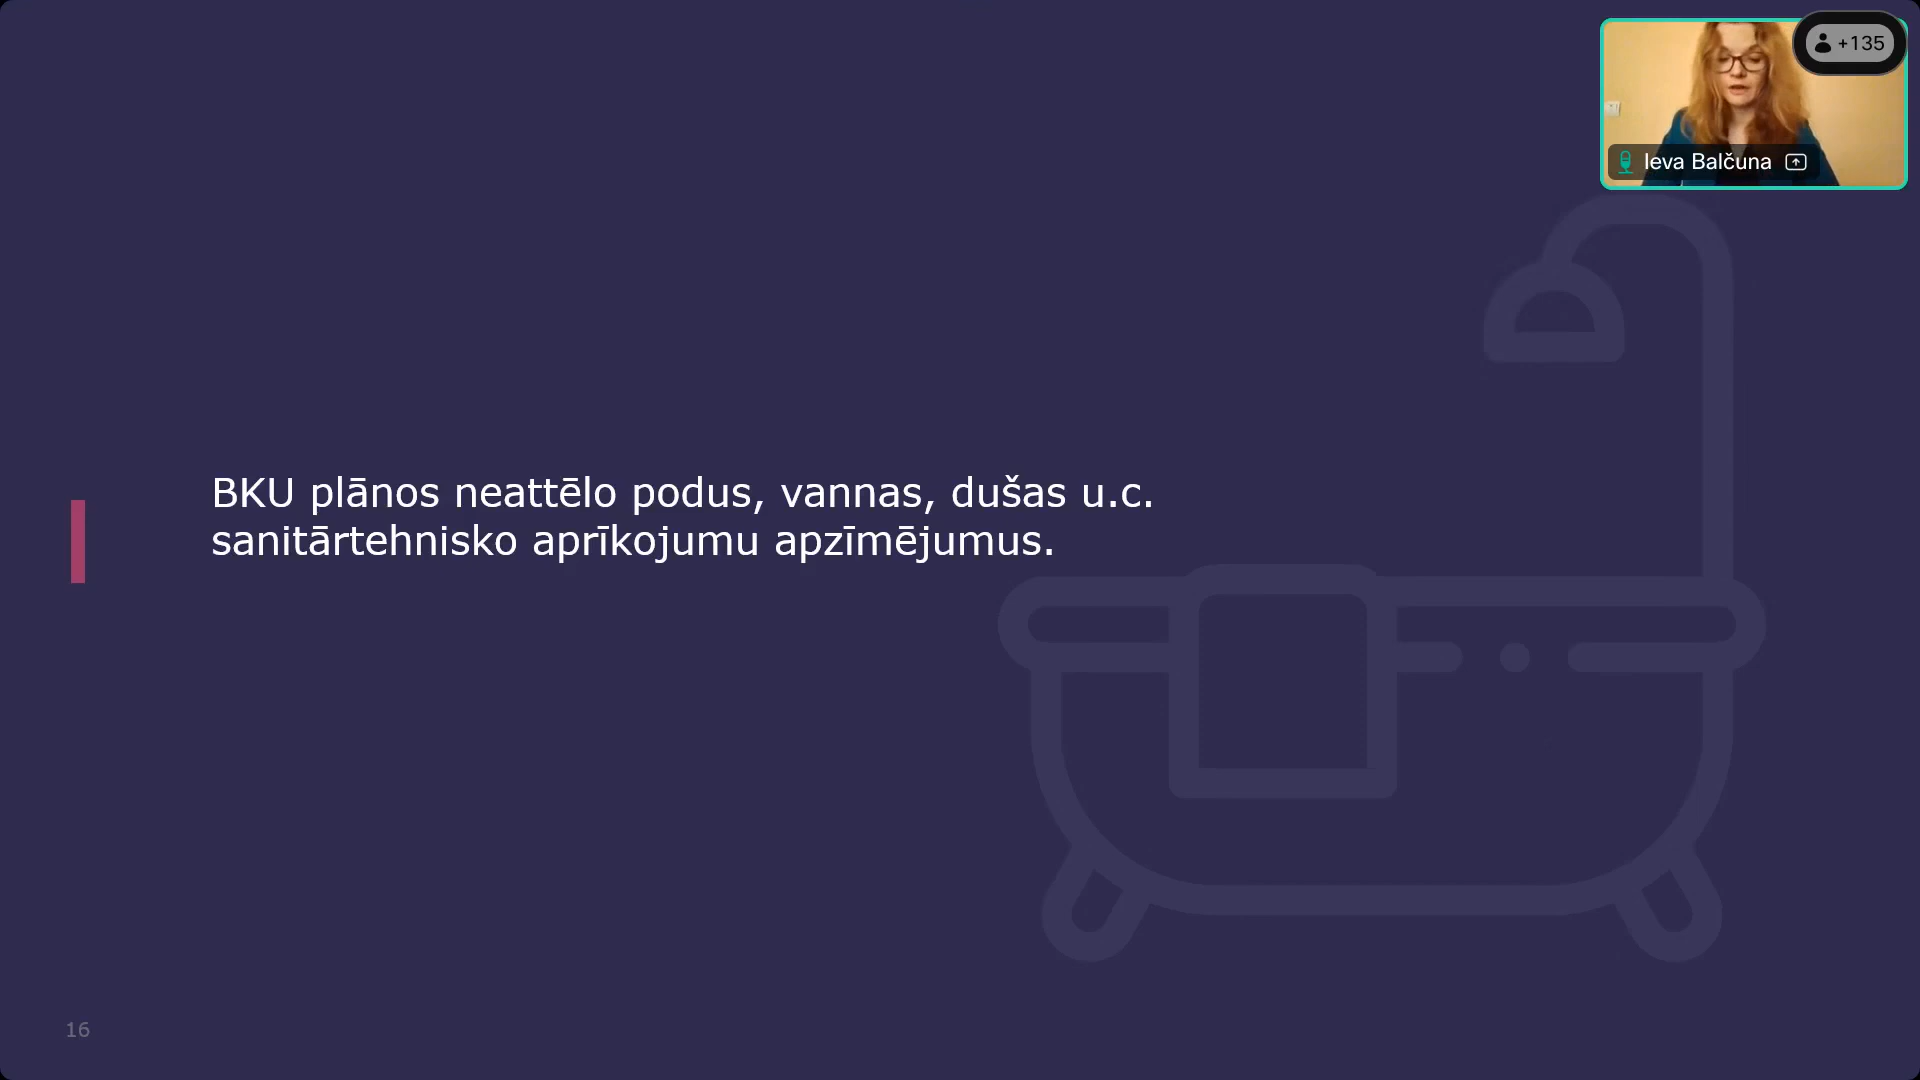 +135
Ieva Balčuna
BKU plānos neattēlo podus, vannas, dušas u.c.
sanitārtehnisko aprīkojumu apzīmējumus.
16